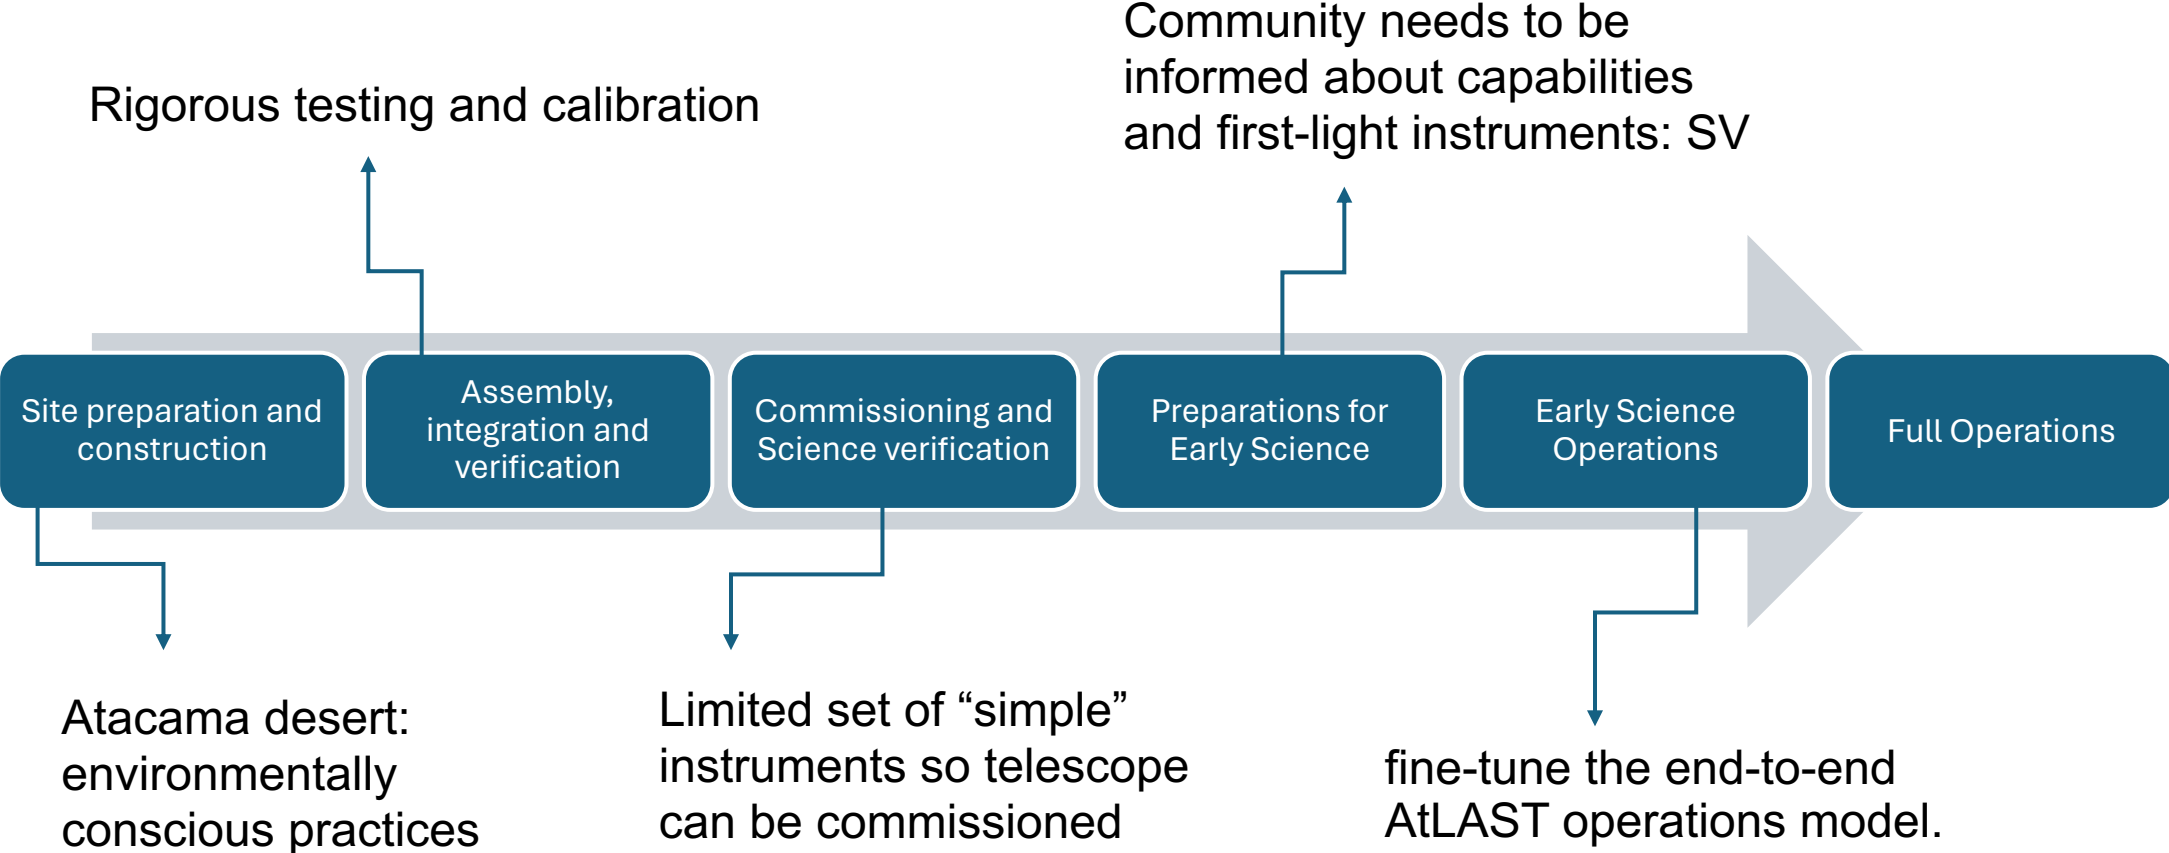 Community needs to be
informed about capabilities
and first-light instruments: SV
Rigorous testing and calibration
Site preparation and
construction
Assembly,
integration and
verification
Commissioning and
Science verification
Preparations for
Early Science
Early Science
Operations
Full Operations
Atacama desert:
environmentally
conscious practices
Limited set of “simple”
instruments so telescope
can be commissioned
fine-tune the end-to-end
AtLAST operations model.